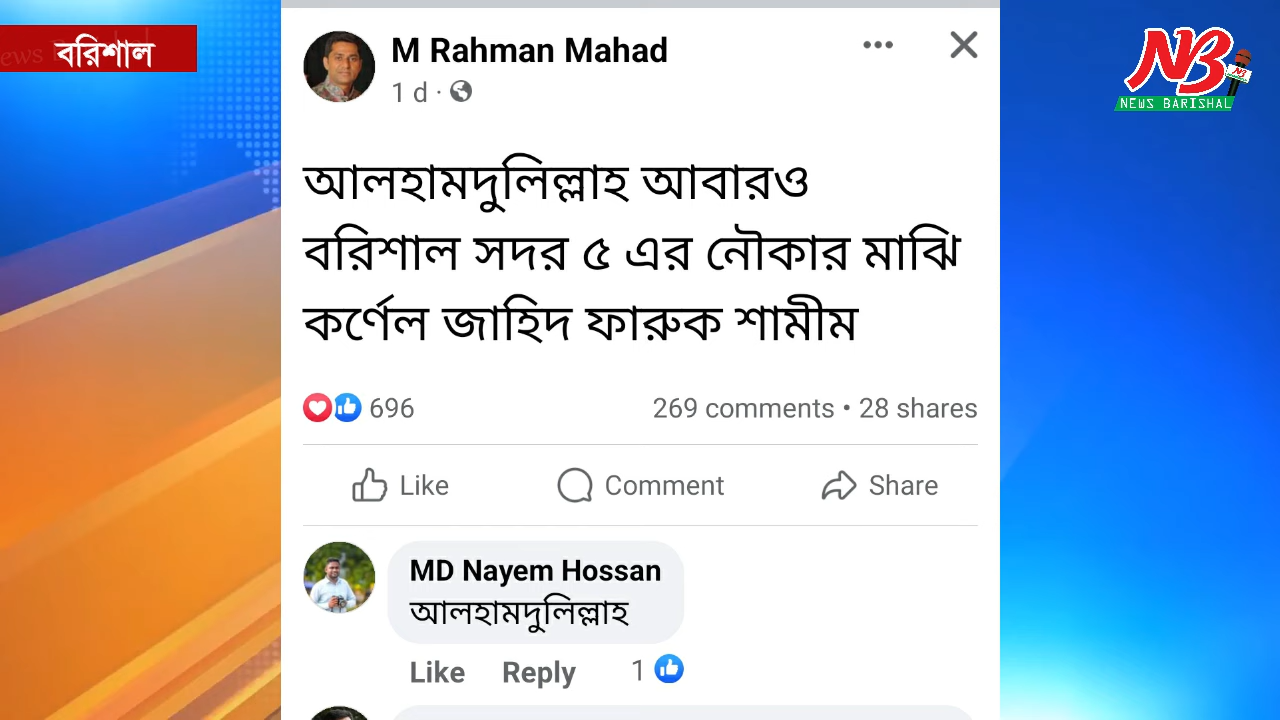 বরিশাল
NB
NEWS BARISHAL
M Rahman Mahad
1 d ·
আলহামদুলিল্লাহ আবারও
বরিশাল সদর ৫ এর নৌকার মাঝি
কর্ণেল জাহিদ ফারুক শামীম
696
269 comments • 28 shares
Like
Comment
Share
MD Nayem Hossan
আলহামদুলিল্লাহ
Like Reply 1